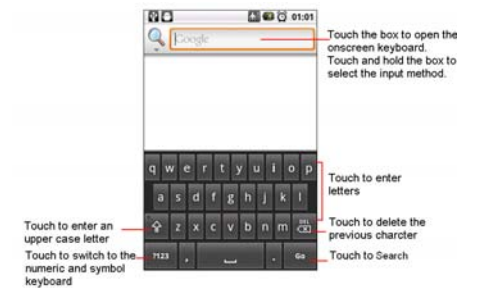 01:01
Google
Touch the box to open the
onscreen keyboard.
Touch and hold the box to
select the input method.
q w e r t y u i o p
a s d f g h j k l
z x c v b n m DEL
?123 , . Go
Touch to enter
letters
Touch to enter an
upper case letter
Touch to delete the
previous charcter
Touch to switch to the
numeric and symbol
keyboard
Touch to Search